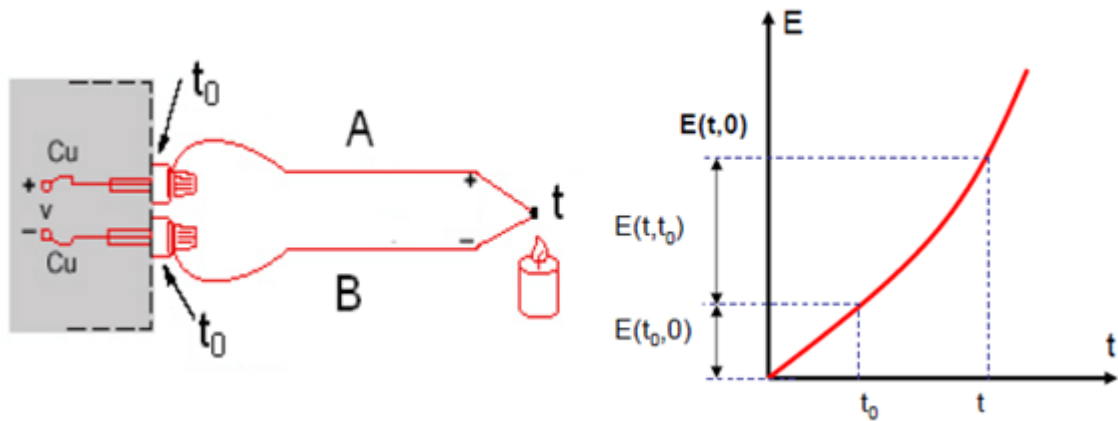 t₀
A
Cu
+
+
v
t
−
−
Cu
B
t₀
E
E(t,0)
E(t,t₀)
E(t₀,0)
t
t₀
t